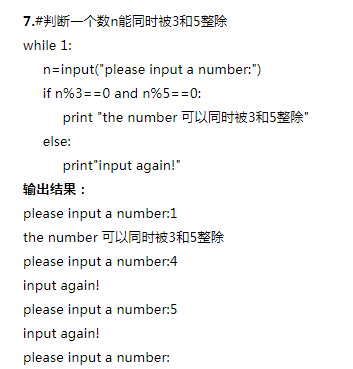 7.#判断一个数n能同时被3和5整除
while 1:
n=input("please input a number:")
if n%3==0 and n%5==0:
print "the number 可以同时被3和5整除"
else:
print"input again!"
输出结果：
please input a number:1
the number 可以同时被3和5整除
please input a number:4
input again!
please input a number:5
input again!
please input a number: